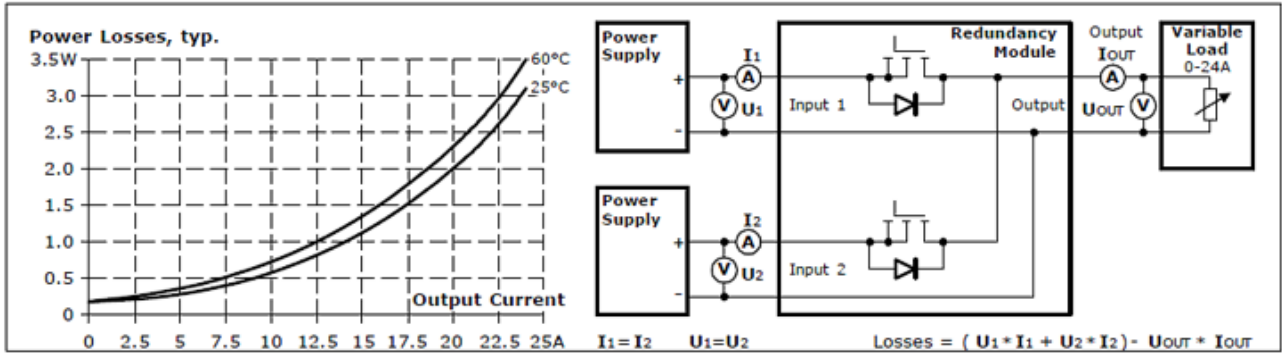 Power Losses, typ.
3.5W
3.0
2.5
2.0
1.5
1.0
0.5
0
60°C
25°C
Output Current
0 2.5 5 7.5 10 12.5 15 17.5 20 22.5 25A
Power
Supply
+
-
I1
A
V
U1
Input 1
Redundancy
Module
Output
Output
IOUT
A
UOUT
V
Variable
Load
0-24A
Power
Supply
+
-
I2
A
V
U2
Input 2
I1=I2 U1=U2 Losses = ( U1*I1 + U2*I2)- UOUT * IOUT